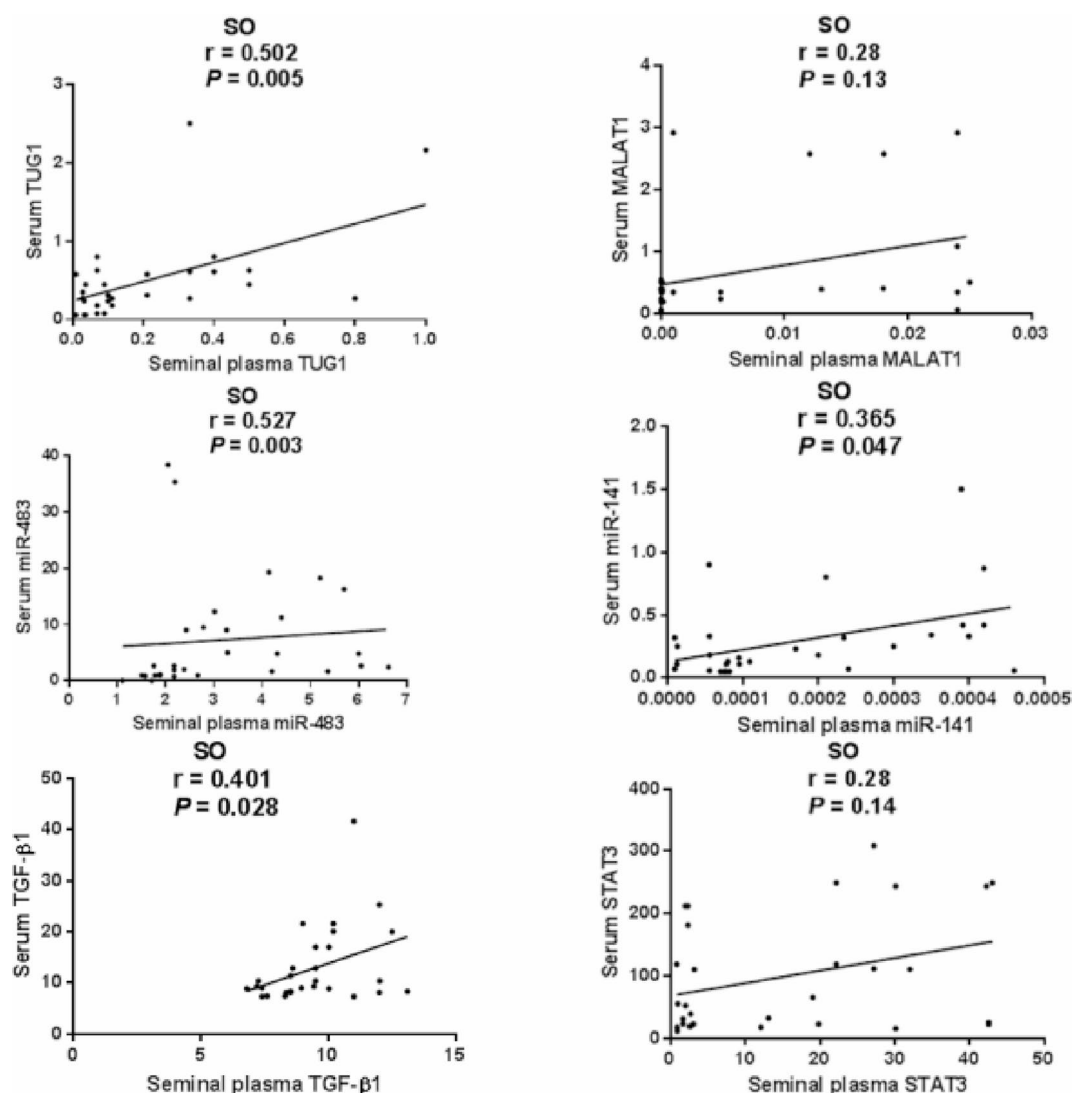 SO
r = 0.502
P = 0.005
3
2
1
0
0.0 0.2 0.4 0.6 0.8 1.0
Serum TUG1
Seminal plasma TUG1
SO
r = 0.28
P = 0.13
4
3
2
1
0
0.00 0.01 0.02 0.03
Serum MALAT1
Seminal plasma MALAT1
SO
r = 0.527
P = 0.003
40
30
20
10
0
0 1 2 3 4 5 6 7
Serum miR-483
Seminal plasma miR-483
SO
r = 0.365
P = 0.047
2.0
1.5
1.0
0.5
0.0
0.0000 0.0001 0.0002 0.0003 0.0004 0.0005
Serum miR-141
Seminal plasma miR-141
SO
r = 0.401
P = 0.028
50
40
30
20
10
0
0 5 10 15
Serum TGF-β1
Seminal plasma TGF-β1
SO
r = 0.28
P = 0.14
400
300
200
100
0
0 10 20 30 40 50
Serum STAT3
Seminal plasma STAT3